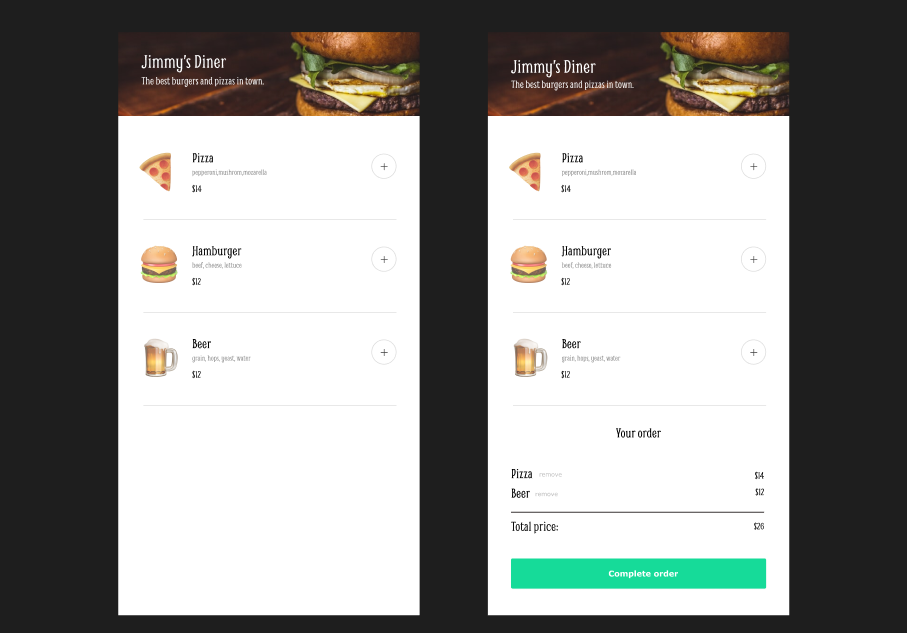 Jimmy's Diner
The best burgers and pizzas in town.
Pizza
pepperoni,mushrom,mozarella
$14
+
Hamburger
beef, cheese, lettuce
$12
+
Beer
grain, hops, yeast, water
$12
+
Jimmy's Diner
The best burgers and pizzas in town.
Pizza
pepperoni,mushrom,mozarella
$14
+
Hamburger
beef, cheese, lettuce
$12
+
Beer
grain, hops, yeast, water
$12
+
Your order
Pizza remove $14
Beer remove $12
Total price: $26
Complete order